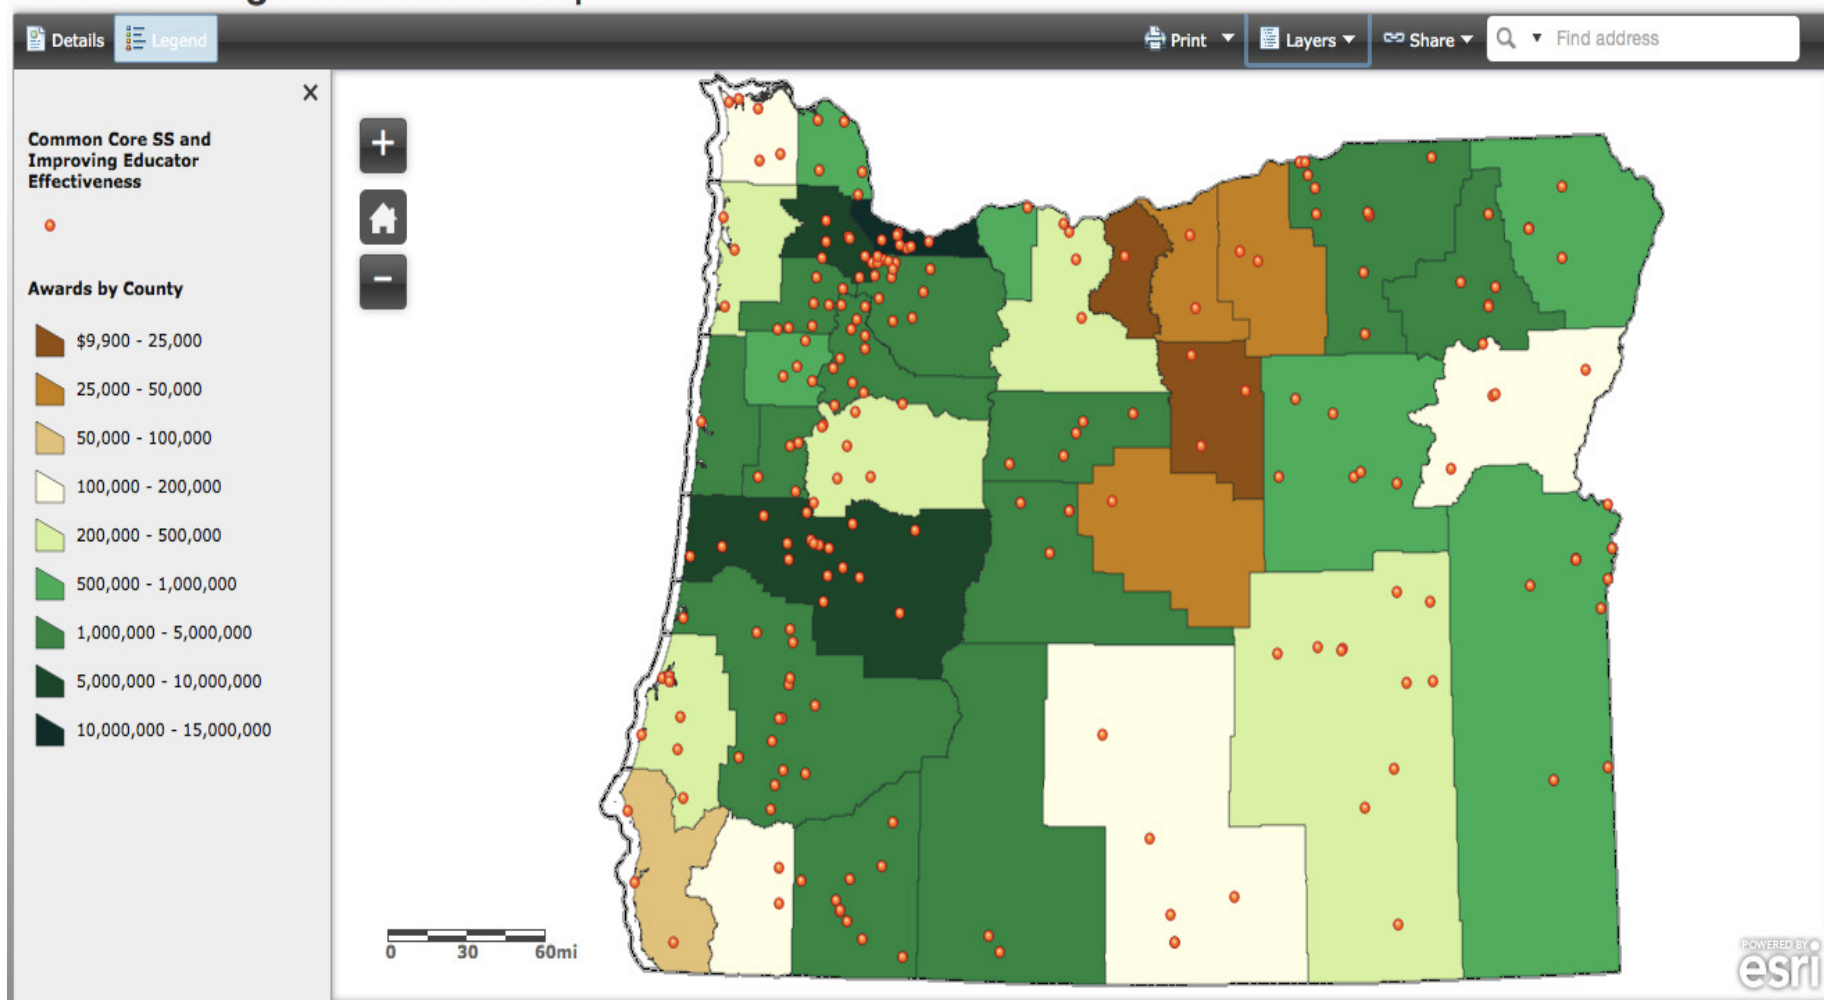 Details
Legend
Print
Layers
Share
Find address
Common Core SS and
Improving Educator
Effectiveness
Awards by County
$9,900 - 25,000
25,000 - 50,000
50,000 - 100,000
100,000 - 200,000
200,000 - 500,000
500,000 - 1,000,000
1,000,000 - 5,000,000
5,000,000 - 10,000,000
10,000,000 - 15,000,000
0 30 60mi
POWERED BY
esri